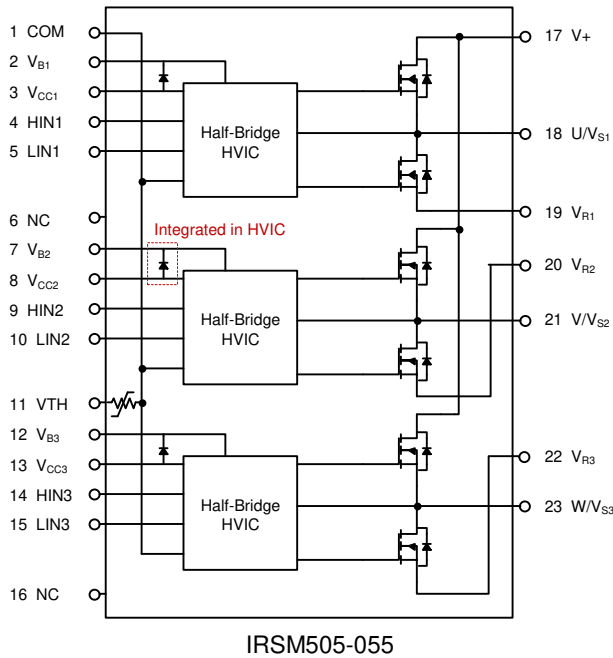 1 COM
2 VB1
3 VCC1
4 HIN1
5 LIN1
6 NC
7 VB2
8 VCC2
9 HIN2
10 LIN2
11 VTH
12 VB3
13 VCC3
14 HIN3
15 LIN3
16 NC
Half-Bridge
HVIC
Integrated in HVIC
Half-Bridge
HVIC
Half-Bridge
HVIC
17 V+
18 U/VS1
19 VR1
20 VR2
21 V/VS2
22 VR3
23 W/VS3
IRSM505-055